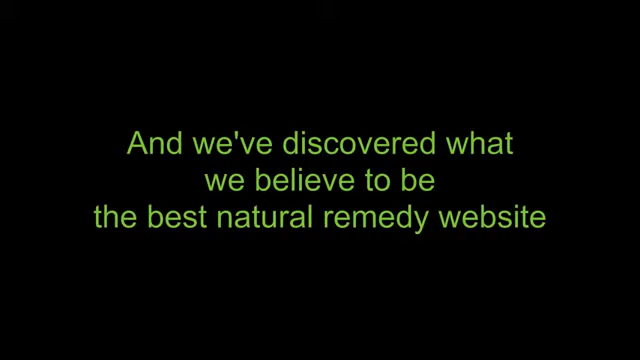 And we've discovered what
we believe to be
the best natural remedy website